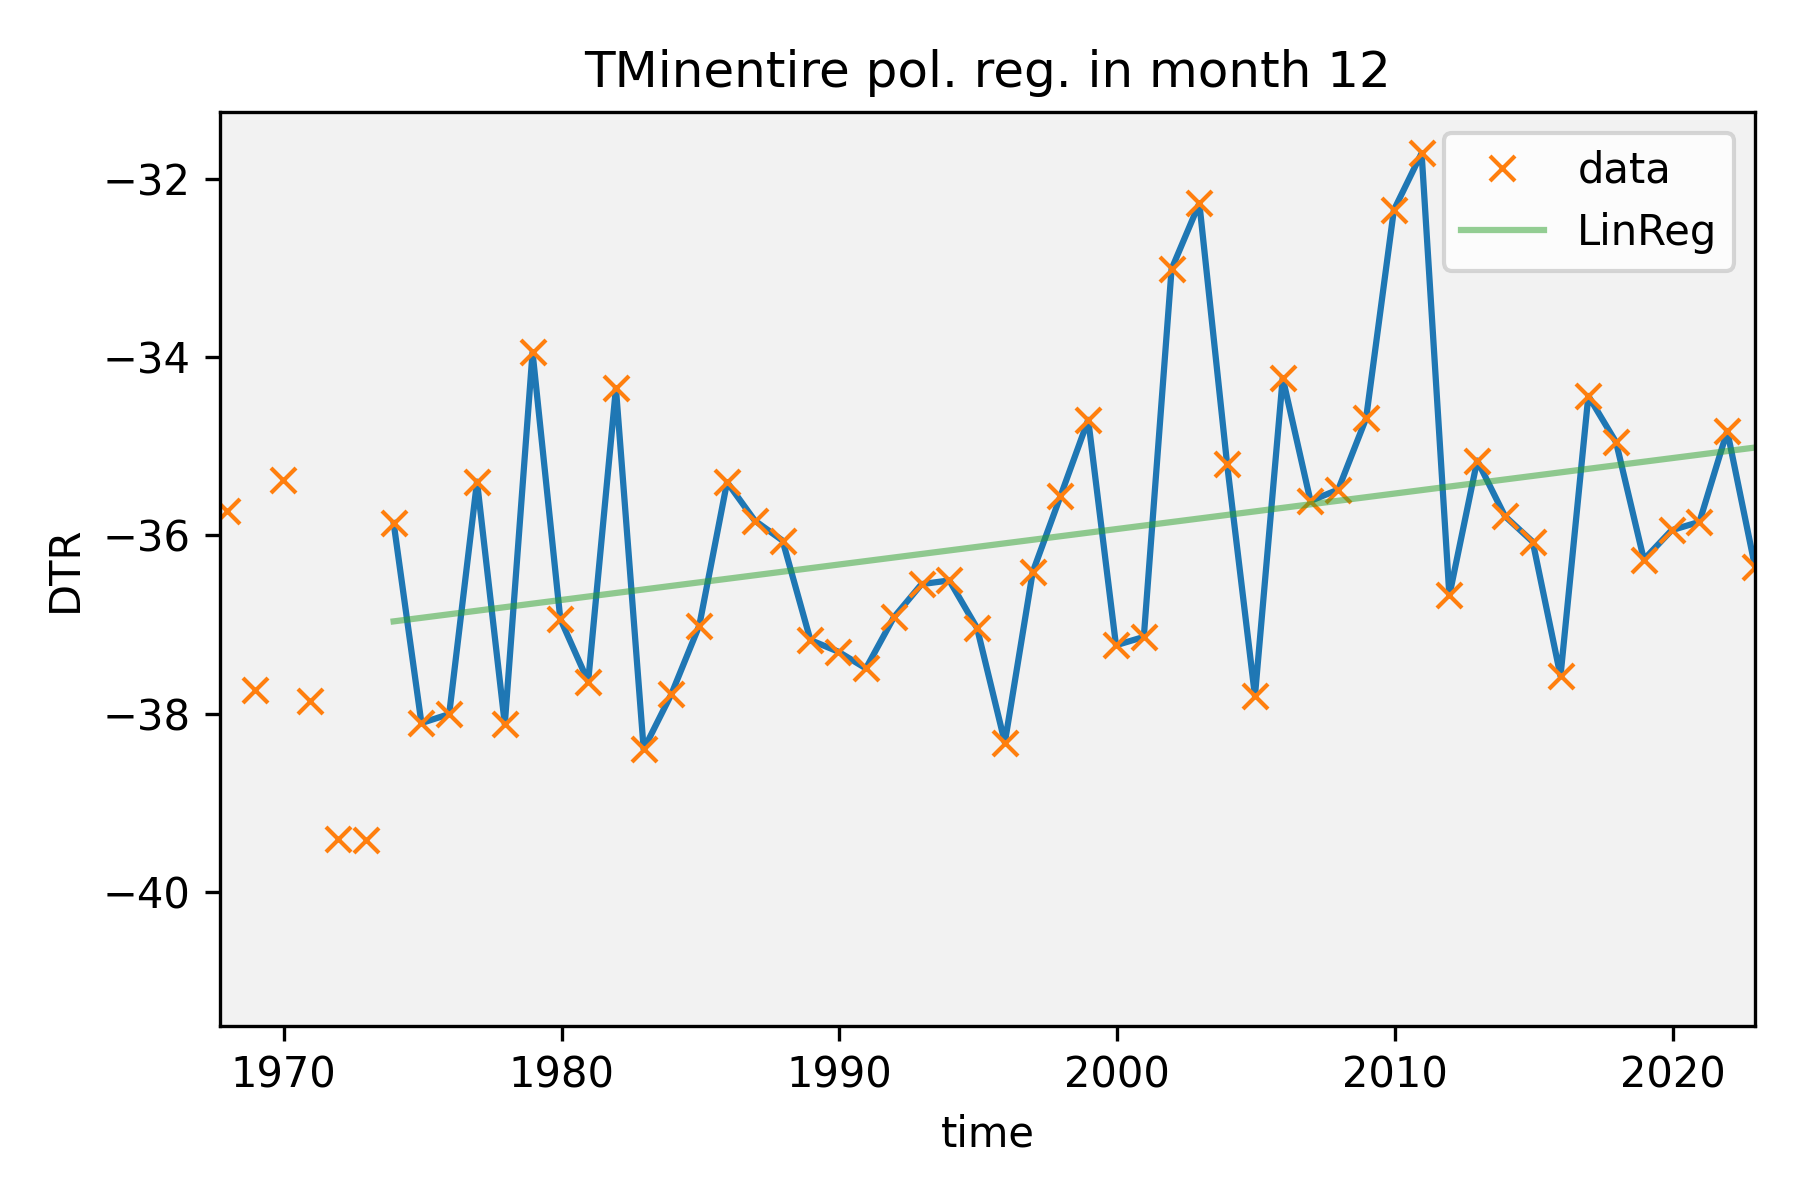 TMinentire pol. reg. in month 12
data
LinReg
DTR
−32
−34
−36
−38
−40
1970 1980 1990 2000 2010 2020
time